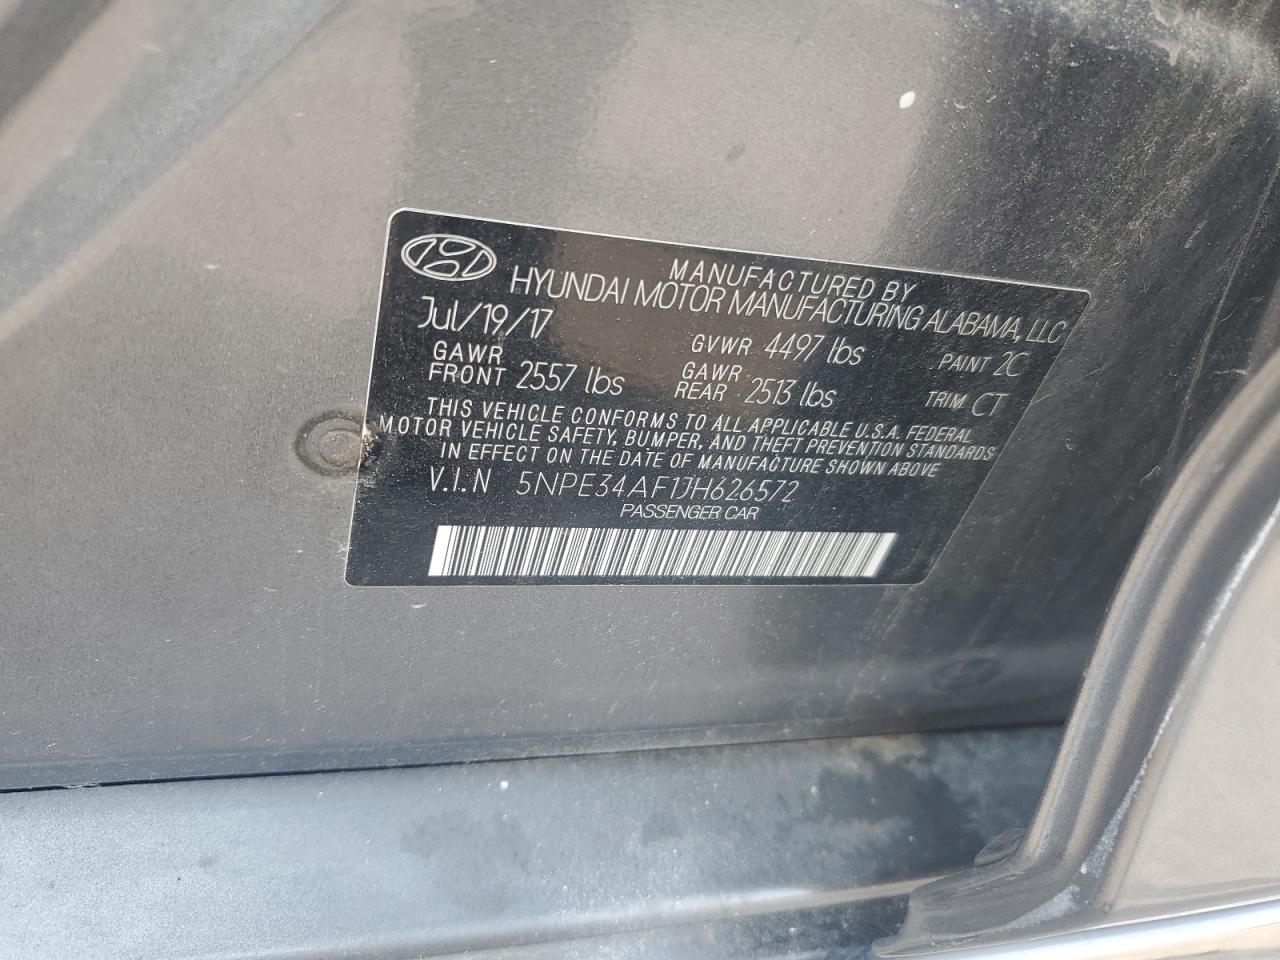 MANUFACTURED BY
HYUNDAI MOTOR MANUFACTURING ALABAMA, LLC
Jul/19/17 GVWR 4497 lbs PAINT 2C
GAWR FRONT 2557 lbs GAWR REAR 2513 lbs TRIM CT
THIS VEHICLE CONFORMS TO ALL APPLICABLE U.S.A. FEDERAL
MOTOR VEHICLE SAFETY, BUMPER, AND THEFT PREVENTION STANDARDS
IN EFFECT ON THE DATE OF MANUFACTURE SHOWN ABOVE
V.I.N 5NPE34AF1JH626572
PASSENGER CAR